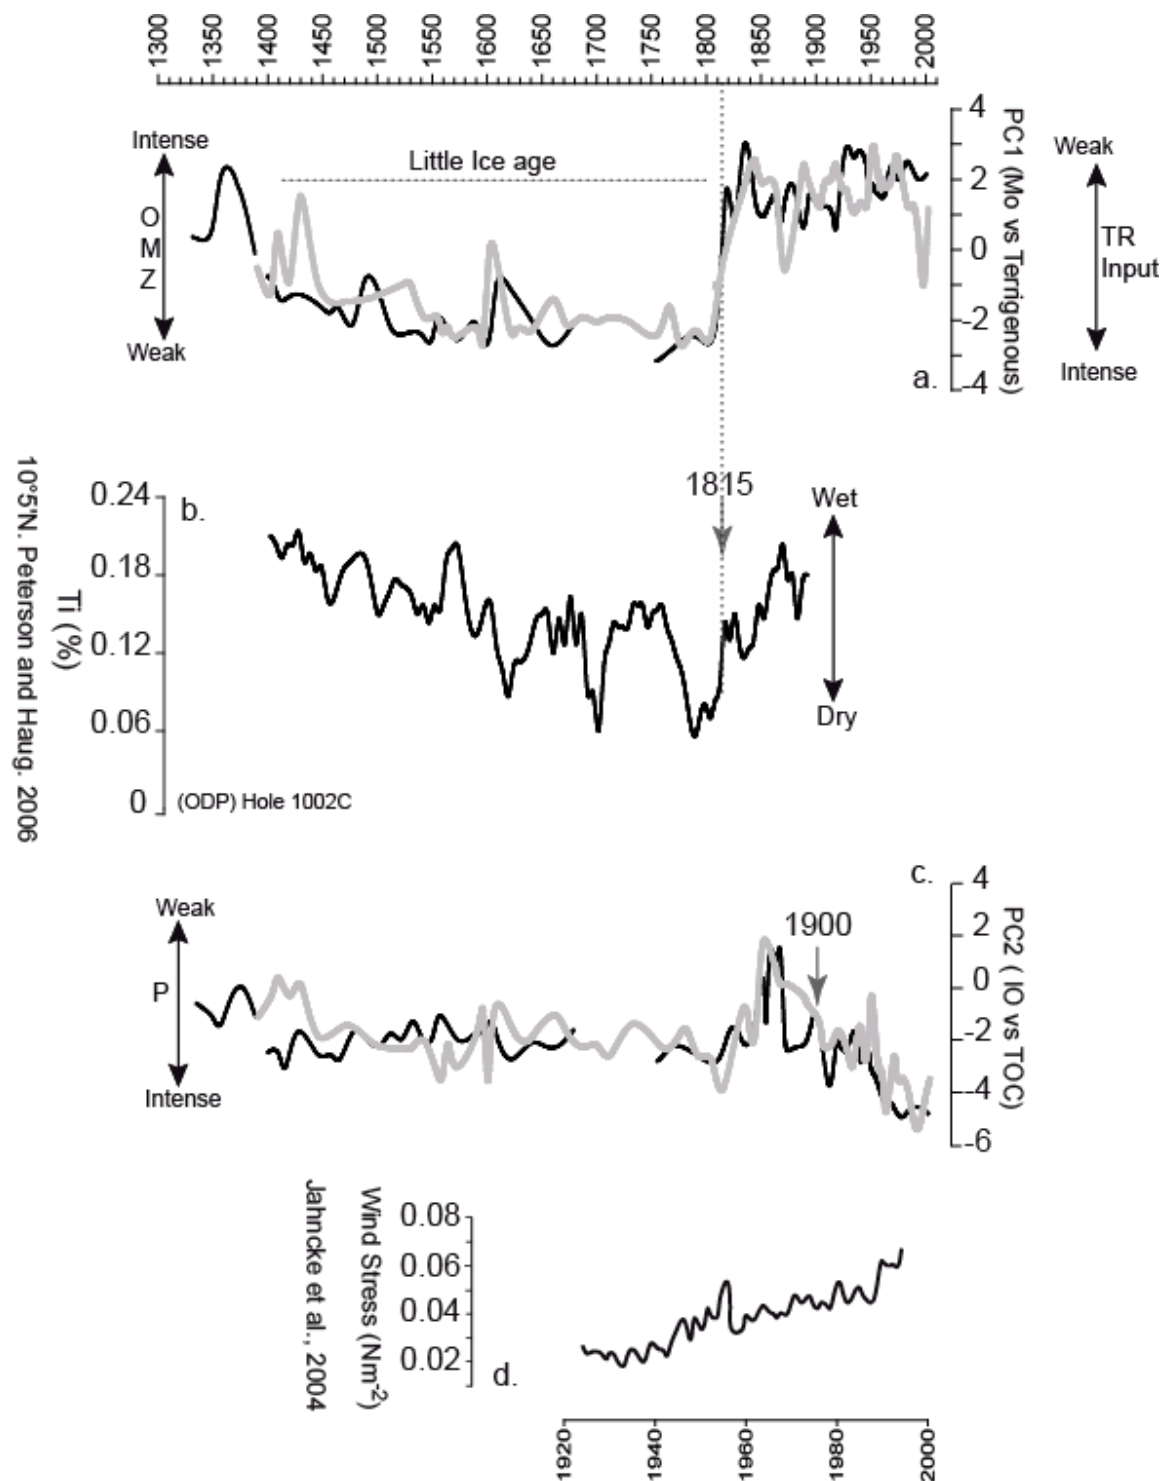 1300 1350 1400 1450 1500 1550 1600 1650 1700 1750 1800 1850 1900 1950 2000
Intense
O
M
Z
Weak
Little Ice age
4
2
0
-2
-4
PC1 (Mo vs Terrigenous)
a.
Weak
TR
Input
Intense
1815
10°5'N. Peterson and Haug. 2006
Ti (%)
0.24
0.18
0.12
0.06
0
b.
(ODP) Hole 1002C
Wet
Dry
Weak
P
Intense
c.
1900
4
2
0
-2
-4
-6
PC2 ( IO vs TOC)
Jahncke et al., 2004
Wind Stress (Nm-2)
0.08
0.06
0.04
0.02
d.
1920 1940 1960 1980 2000